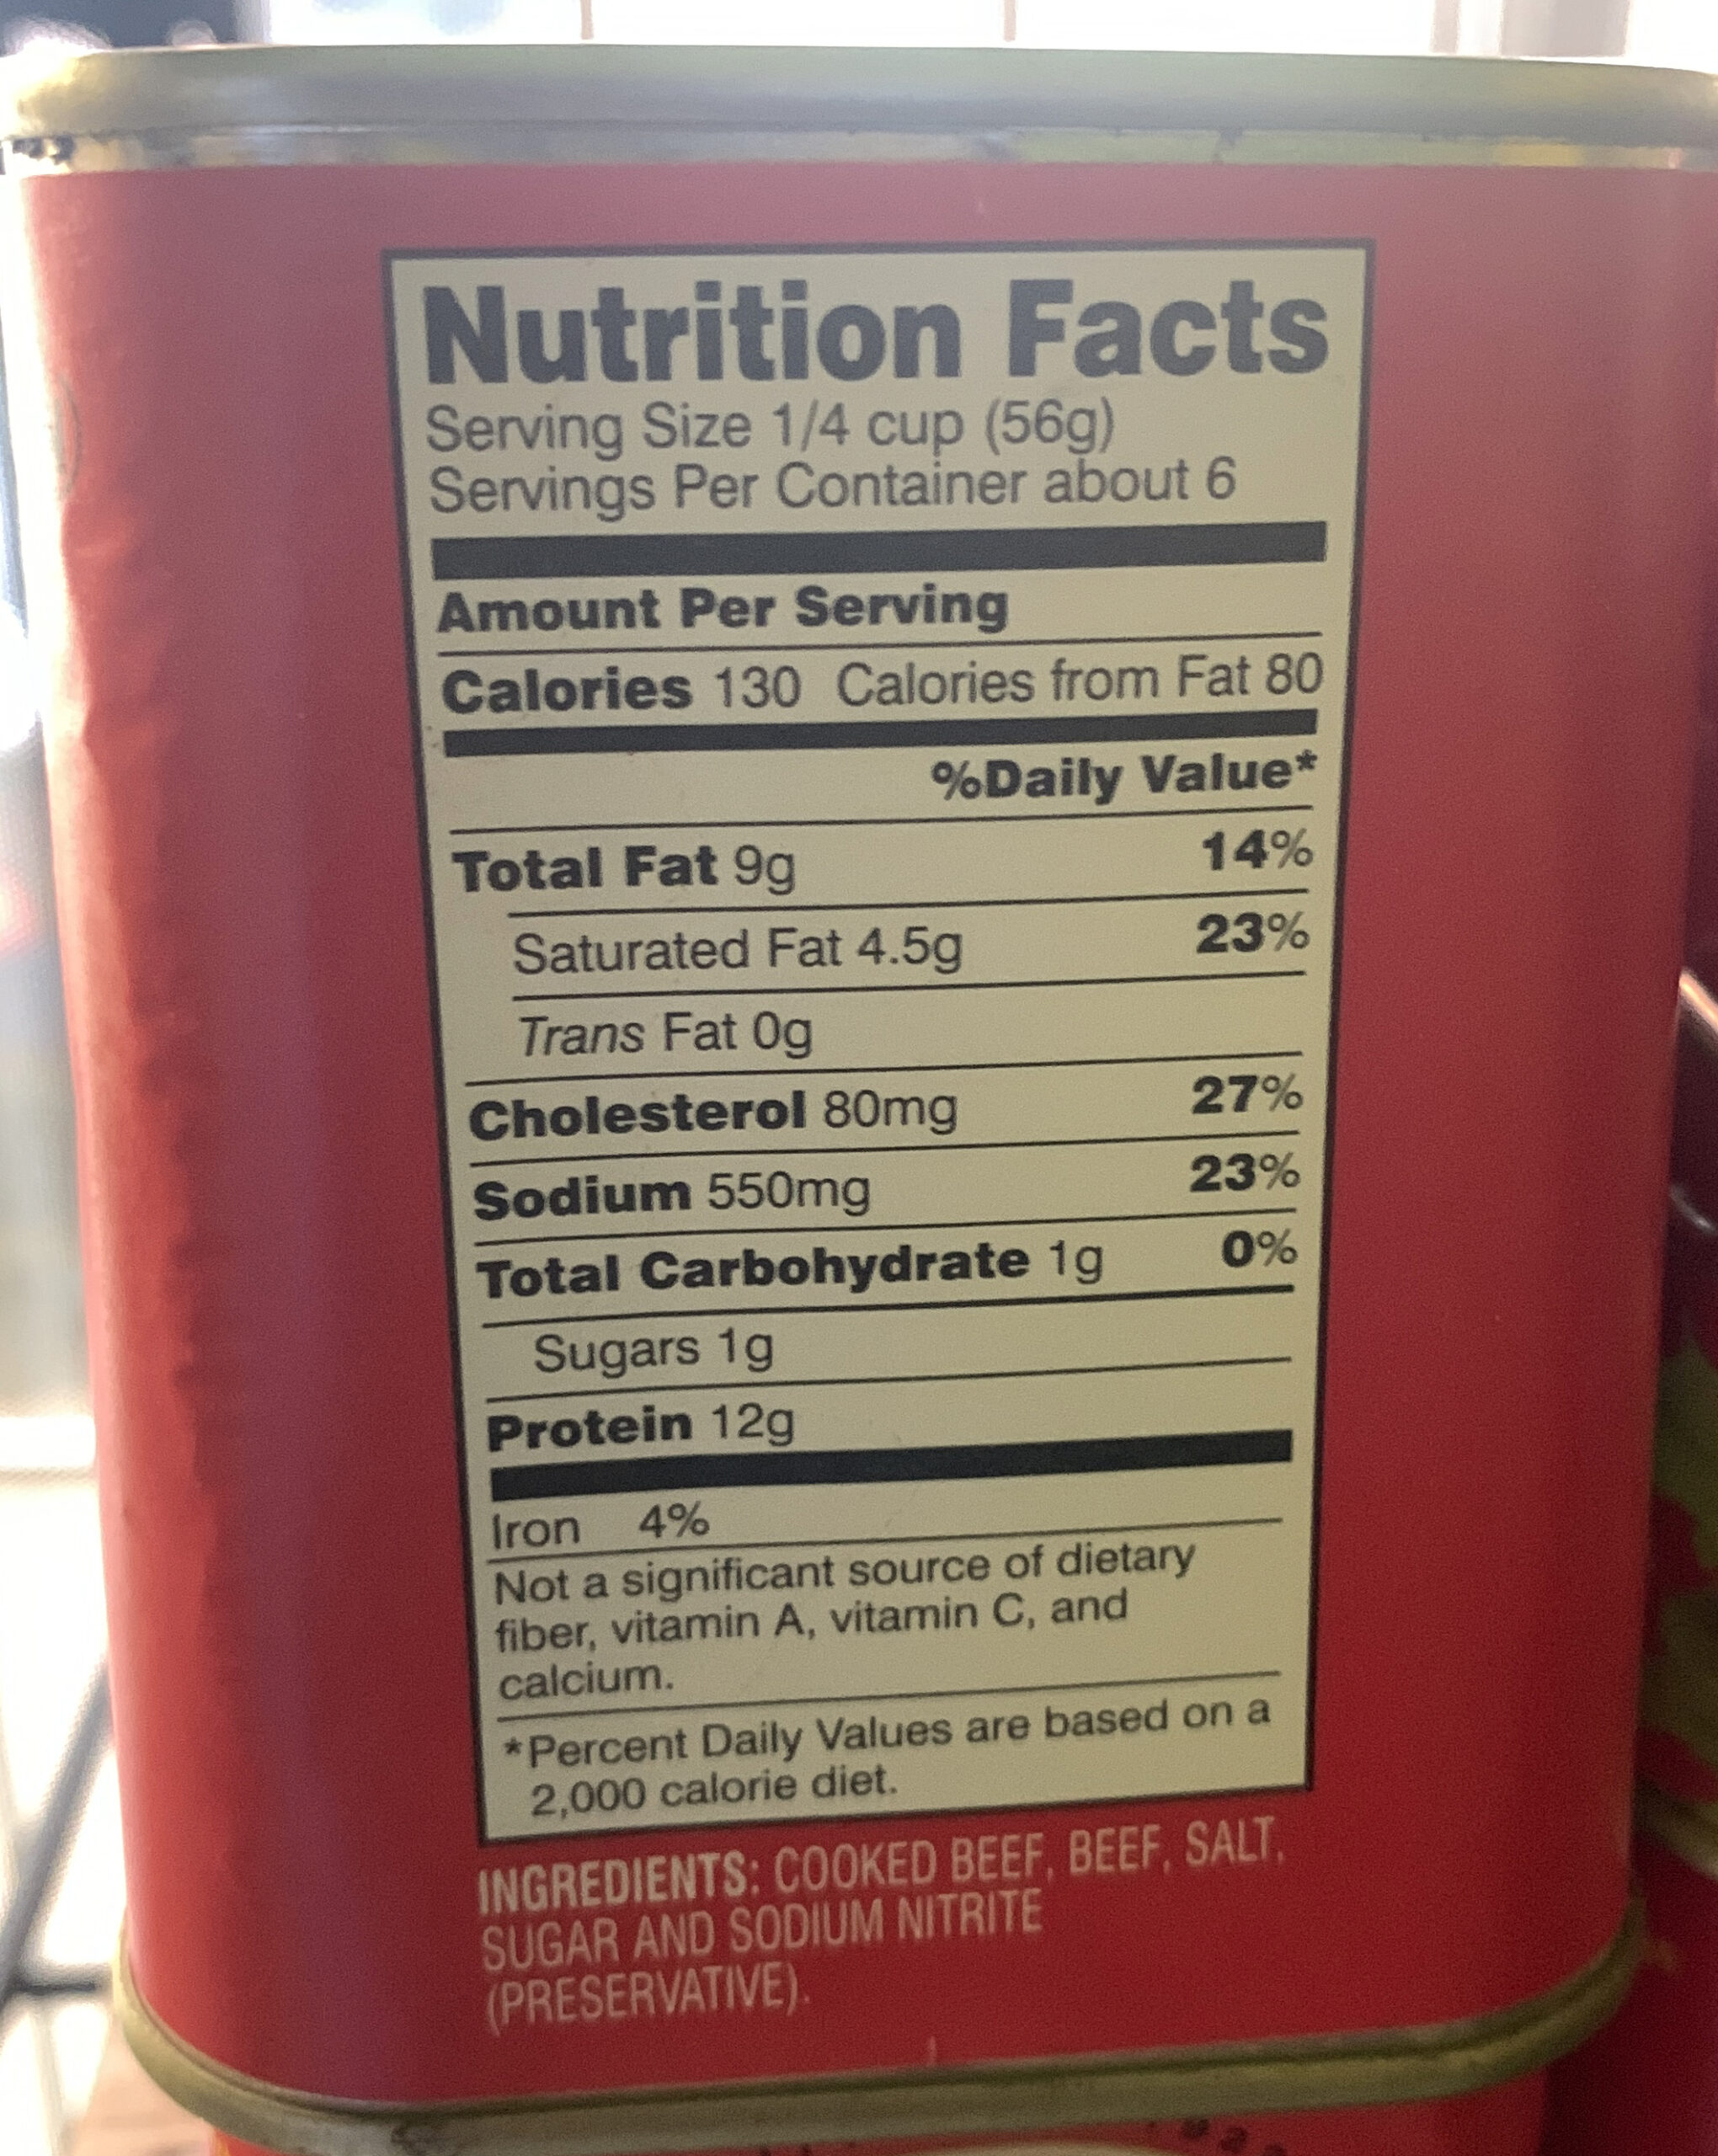 Nutrition Facts
Serving Size 1/4 cup (56g)
Servings Per Container about 6
Amount Per Serving
Calories 130 Calories from Fat 80
%Daily Value*
Total Fat 9g 14%
Saturated Fat 4.5g 23%
Trans Fat 0g
Cholesterol 80mg 27%
Sodium 550mg 23%
Total Carbohydrate 1g 0%
Sugars 1g
Protein 12g
Iron 4%
Not a significant source of dietary
fiber, vitamin A, vitamin C, and
calcium.
*Percent Daily Values are based on a
2,000 calorie diet.
INGREDIENTS: COOKED BEEF, BEEF, SALT,
SUGAR AND SODIUM NITRITE
(PRESERVATIVE).